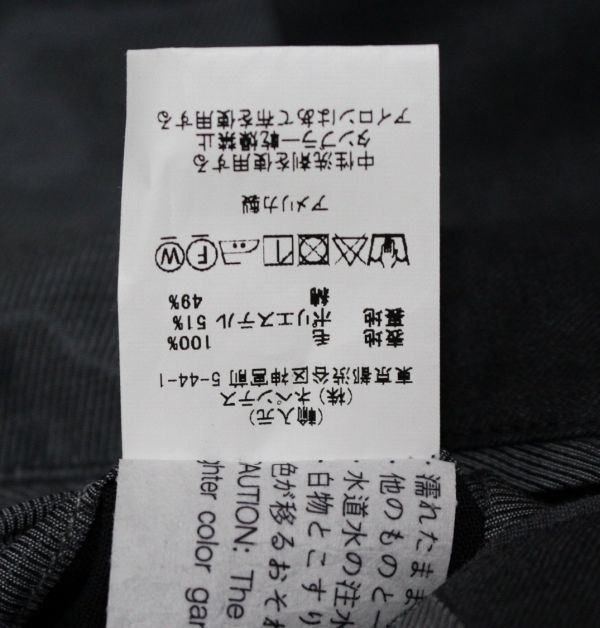 (輸入元)
(株)ネペンテス
東京都渋谷区神宮前 5-44-1
表地 毛 100%
裏地 ポリエステル 51%
綿 49%
W F
アメリカ製
中性洗剤を使用する
タンブラー乾燥禁止
アイロンはあて布を使用する
・濡れたまま
・他のものと一
・水道水の注水
・白物とこすり
色が移るおそれ
AUTION: The
ghter color gar